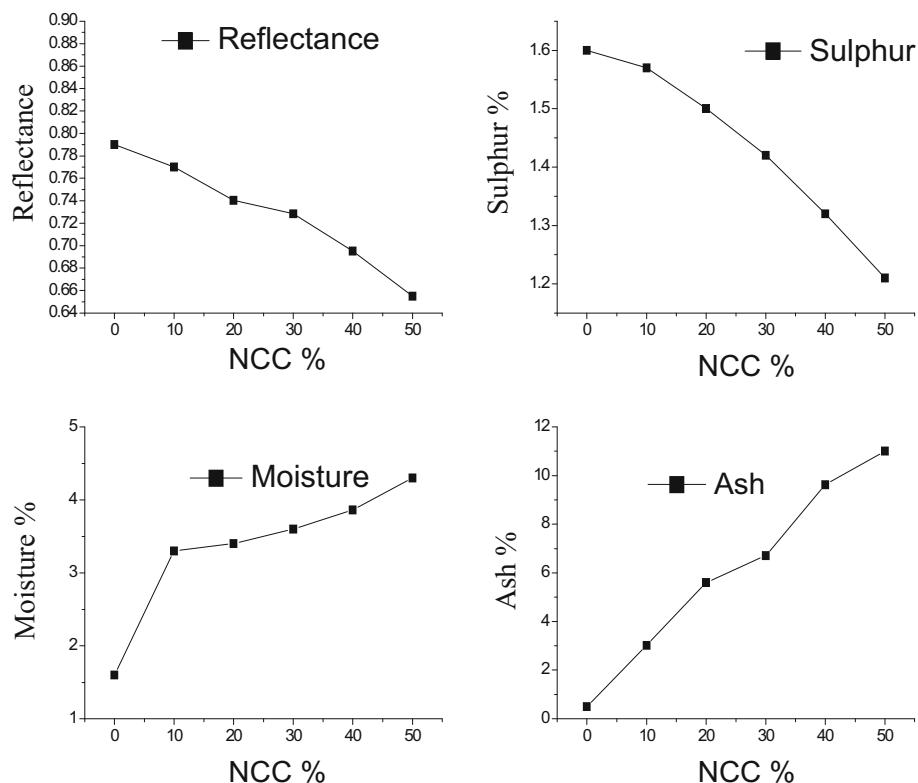 Reflectance
0.90
0.88
0.86
0.84
0.82
0.80
0.78
0.76
0.74
0.72
0.70
0.68
0.66
0.64
Reflectance
0 10 20 30 40 50
NCC %
Sulphur
1.6
1.5
1.4
1.3
1.2
Sulphur %
0 10 20 30 40 50
NCC %
Moisture
5
4
3
2
1
Moisture %
0 10 20 30 40 50
NCC %
Ash
12
10
8
6
4
2
0
Ash %
0 10 20 30 40 50
NCC %